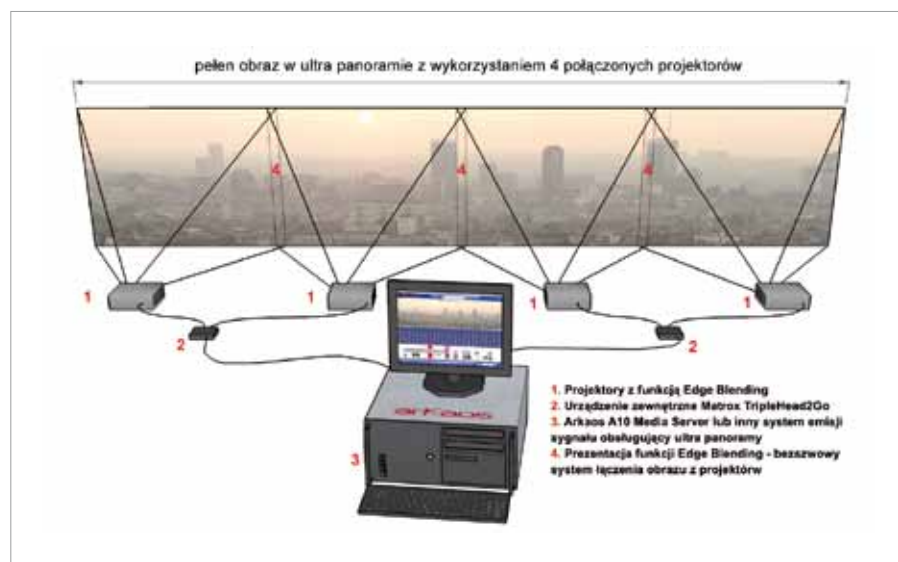 pełen obraz w ultra panoramie z wykorzystaniem 4 połączonych projektorów
4
4
4
1
1
1
1
2
2
arkaos
3
1. Projektory z funkcją Edge Blending
2. Urządzenie zewnętrzne Matrox TripleHead2Go
3. Arkaos A10 Media Server lub inny system emisji
sygnału obsługujący ultra panoramy
4. Prezentacja funkcji Edge Blending - bezszwowy
system łączenia obrazu z projektorów